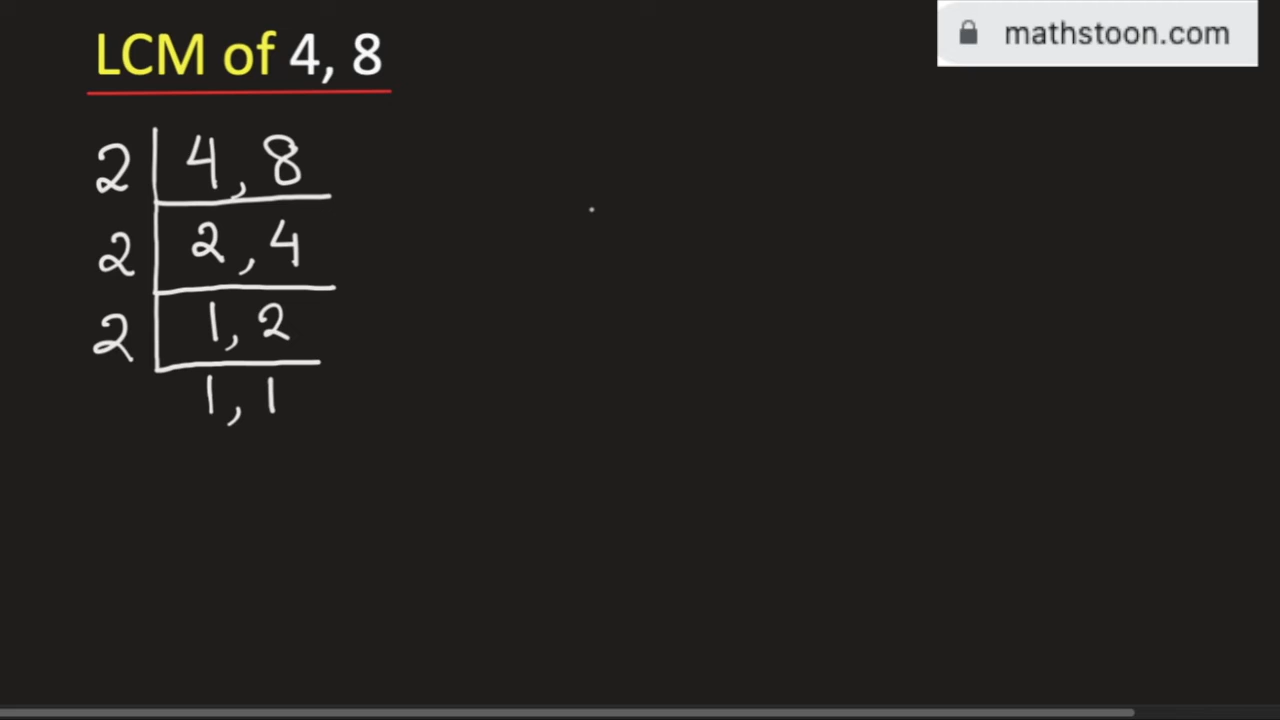 LCM of 4, 8
mathstoon.com
2 | 4, 8
2 | 2, 4
2 | 1, 2
1, 1